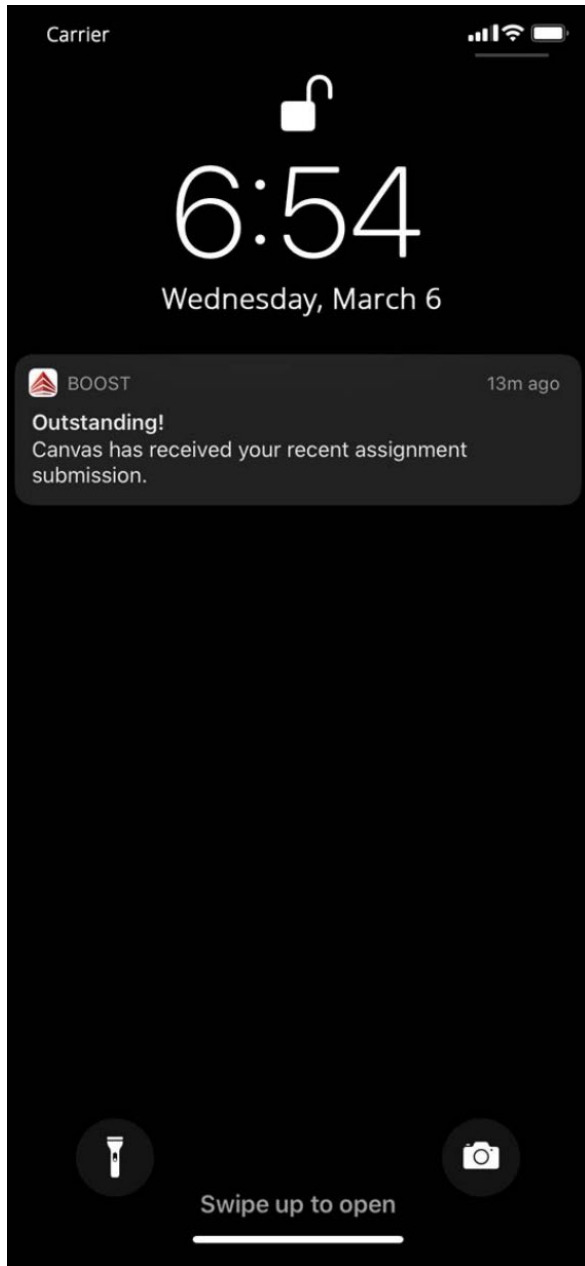 Carrier
6:54
Wednesday, March 6
BOOST 13m ago
Outstanding!
Canvas has received your recent assignment
submission.
Swipe up to open